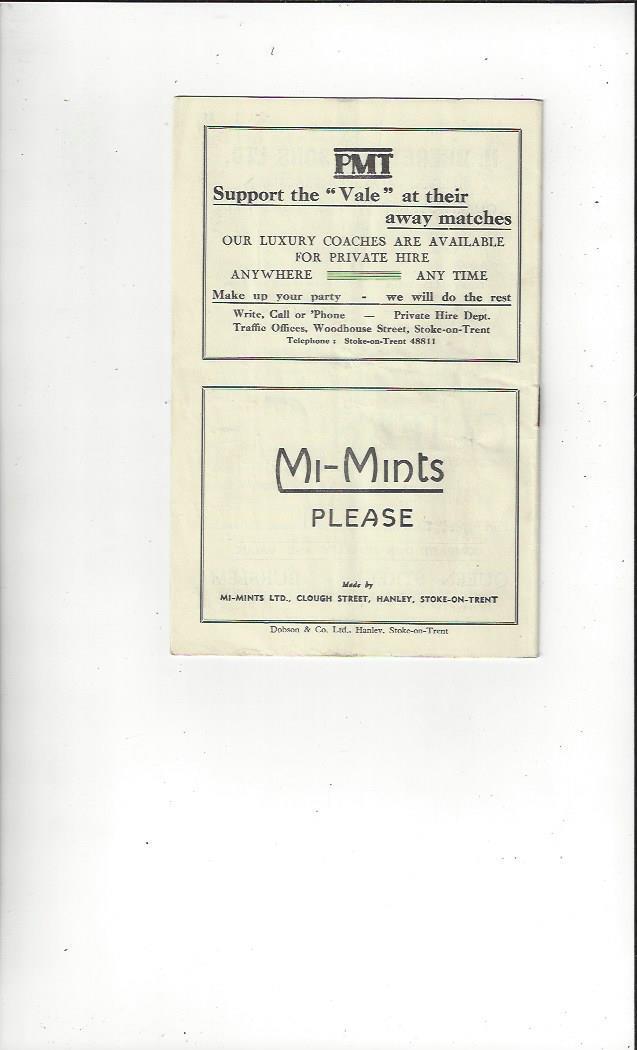 PMT
Support the "Vale" at their
away matches
OUR LUXURY COACHES ARE AVAILABLE
FOR PRIVATE HIRE
ANYWHERE ANY TIME
Make up your party - we will do the rest
Write, Call or 'Phone — Private Hire Dept.
Traffic Offices, Woodhouse Street, Stoke-on-Trent
Telephone : Stoke-on-Trent 48811
Mi-Mints
PLEASE
Made by
MI-MINTS LTD., CLOUGH STREET, HANLEY, STOKE-ON-TRENT
Dobson & Co. Ltd., Hanley, Stoke-on-Trent